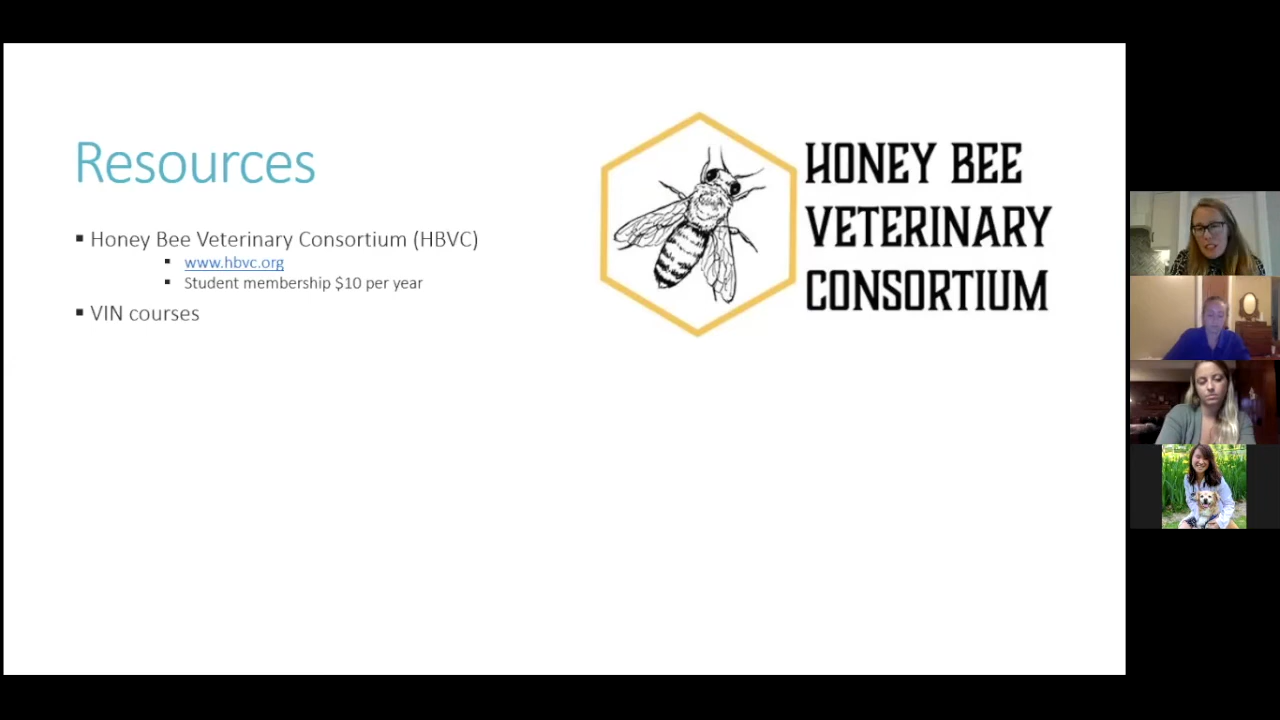 Resources
▪ Honey Bee Veterinary Consortium (HBVC)
▪ www.hbvc.org
▪ Student membership $10 per year
▪ VIN courses
HONEY BEE
VETERINARY
CONSORTIUM